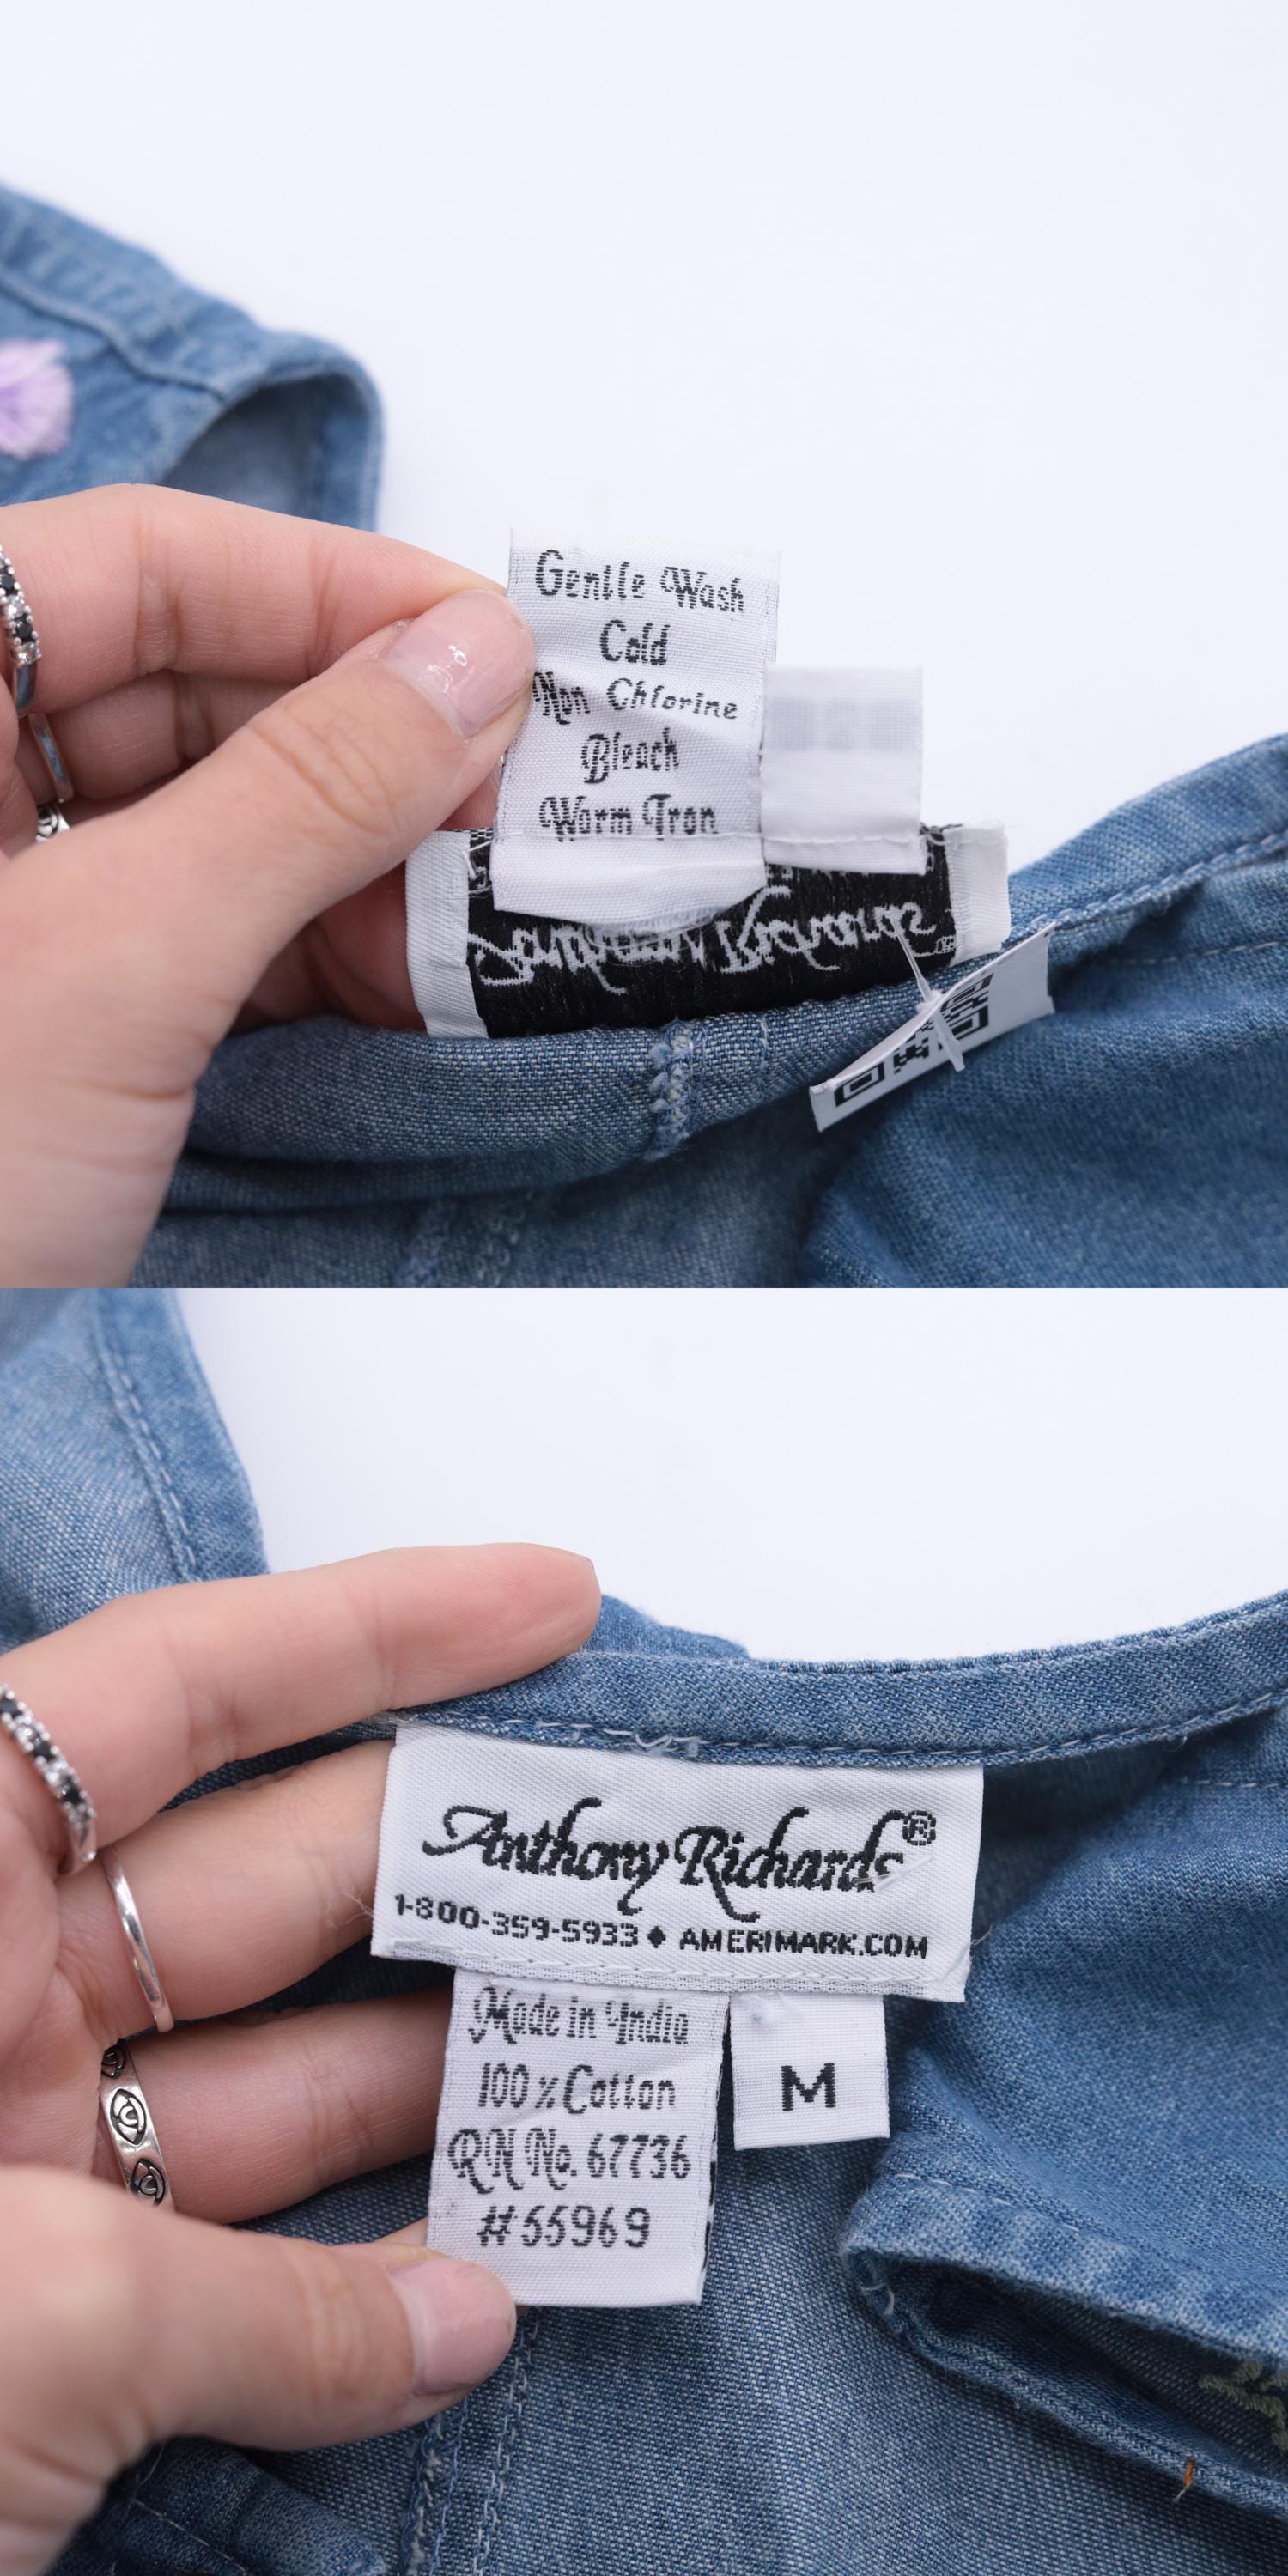 Gentle Wash
Cold
Non Chlorine
Bleach
Warm Iron
Anthony Richards®
1-800-359-5933 ♦ AMERIMARK.COM
Made in India
100% Cotton
RN No. 67736
#55969
M